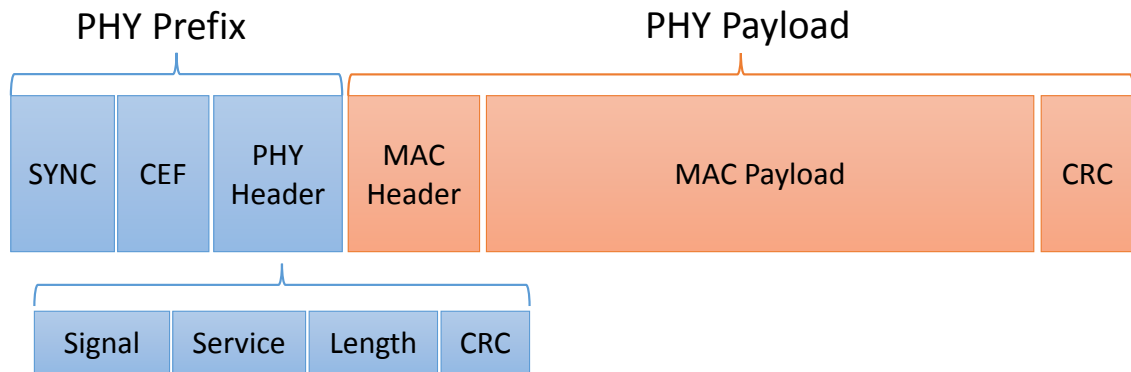 PHY Prefix
PHY Payload
SYNC
CEF
PHY
Header
MAC
Header
MAC Payload
CRC
Signal
Service
Length
CRC